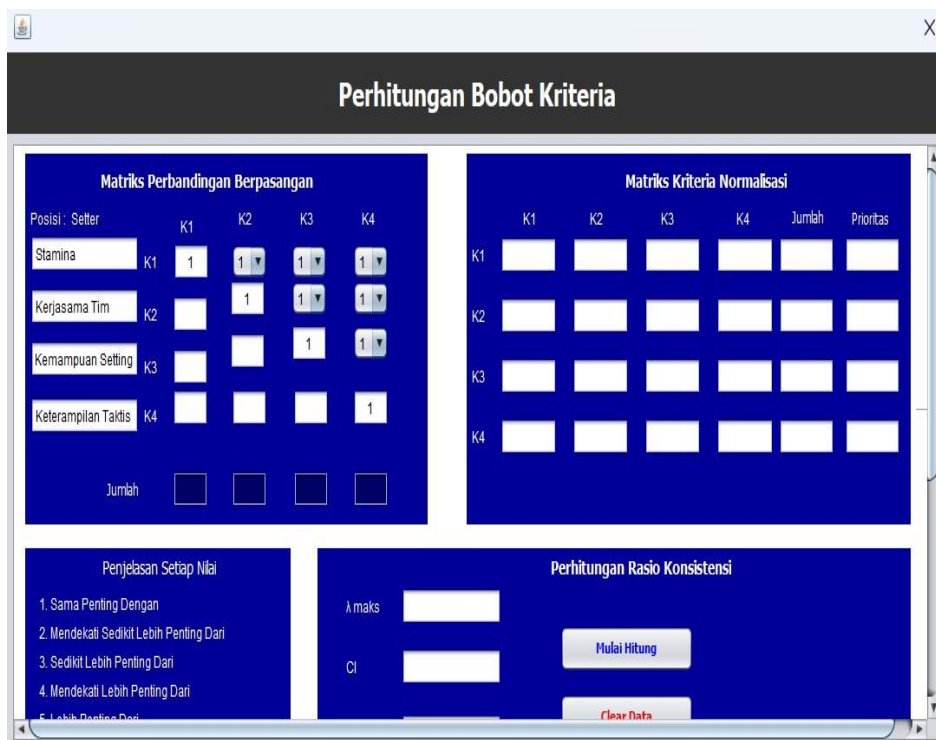 X
Perhitungan Bobot Kriteria
Matriks Perbandingan Berpasangan
Posisi : Setter
K1 K2 K3 K4
Stamina K1 1 1 1 1
Kerjasama Tim K2 1 1 1
Kemampuan Setting K3 1 1
Keterampilan Taktis K4 1
Jumlah
Matriks Kriteria Normalisasi
K1 K2 K3 K4 Jumlah Prioritas
K1
K2
K3
K4
Penjelasan Setiap Nilai
1. Sama Penting Dengan
2. Mendekati Sedikit Lebih Penting Dari
3. Sedikit Lebih Penting Dari
4. Mendekati Lebih Penting Dari
5. Lebih Penting Dari
Perhitungan Rasio Konsistensi
λ maks
CI
Mulai Hitung
Clear Data